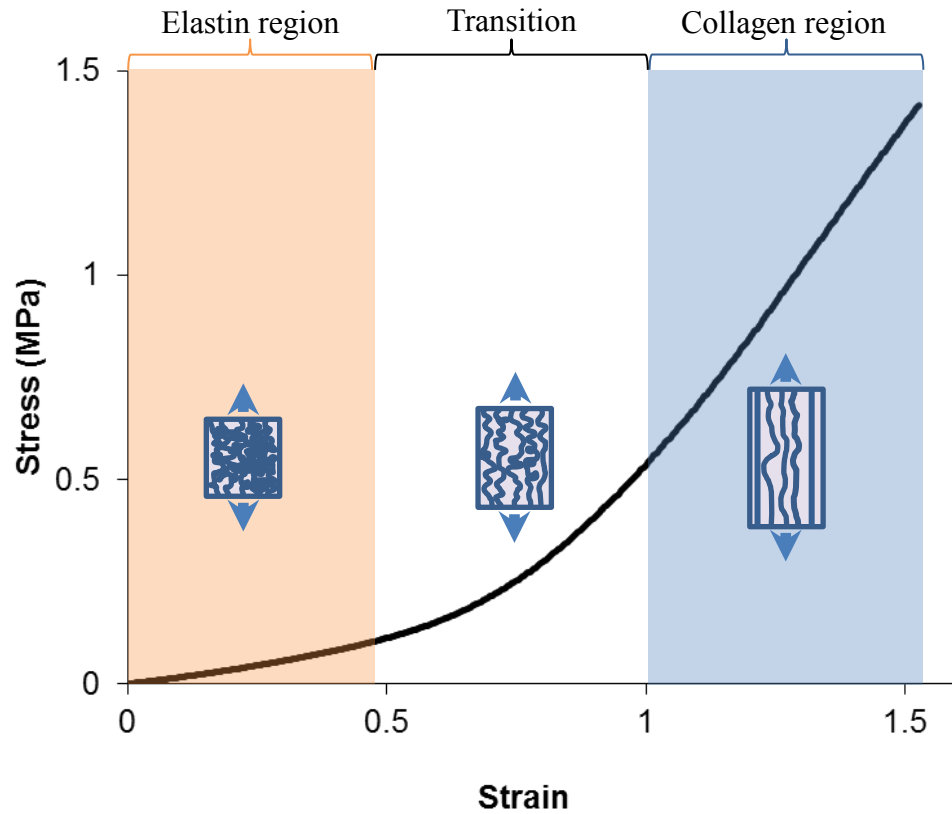 Elastin region
Transition
Collagen region
1.5
1
0.5
0
Stress (MPa)
0
0.5
1
1.5
Strain